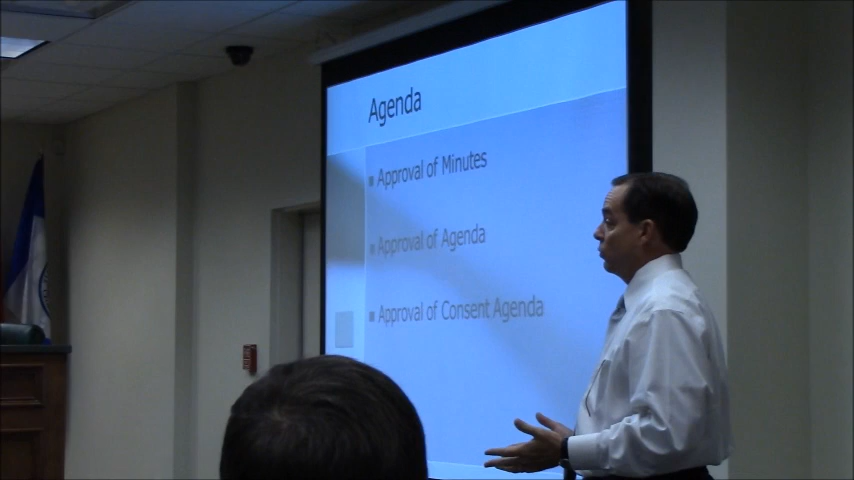 Agenda
Approval of Minutes
Approval of Agenda
Approval of Consent Agenda